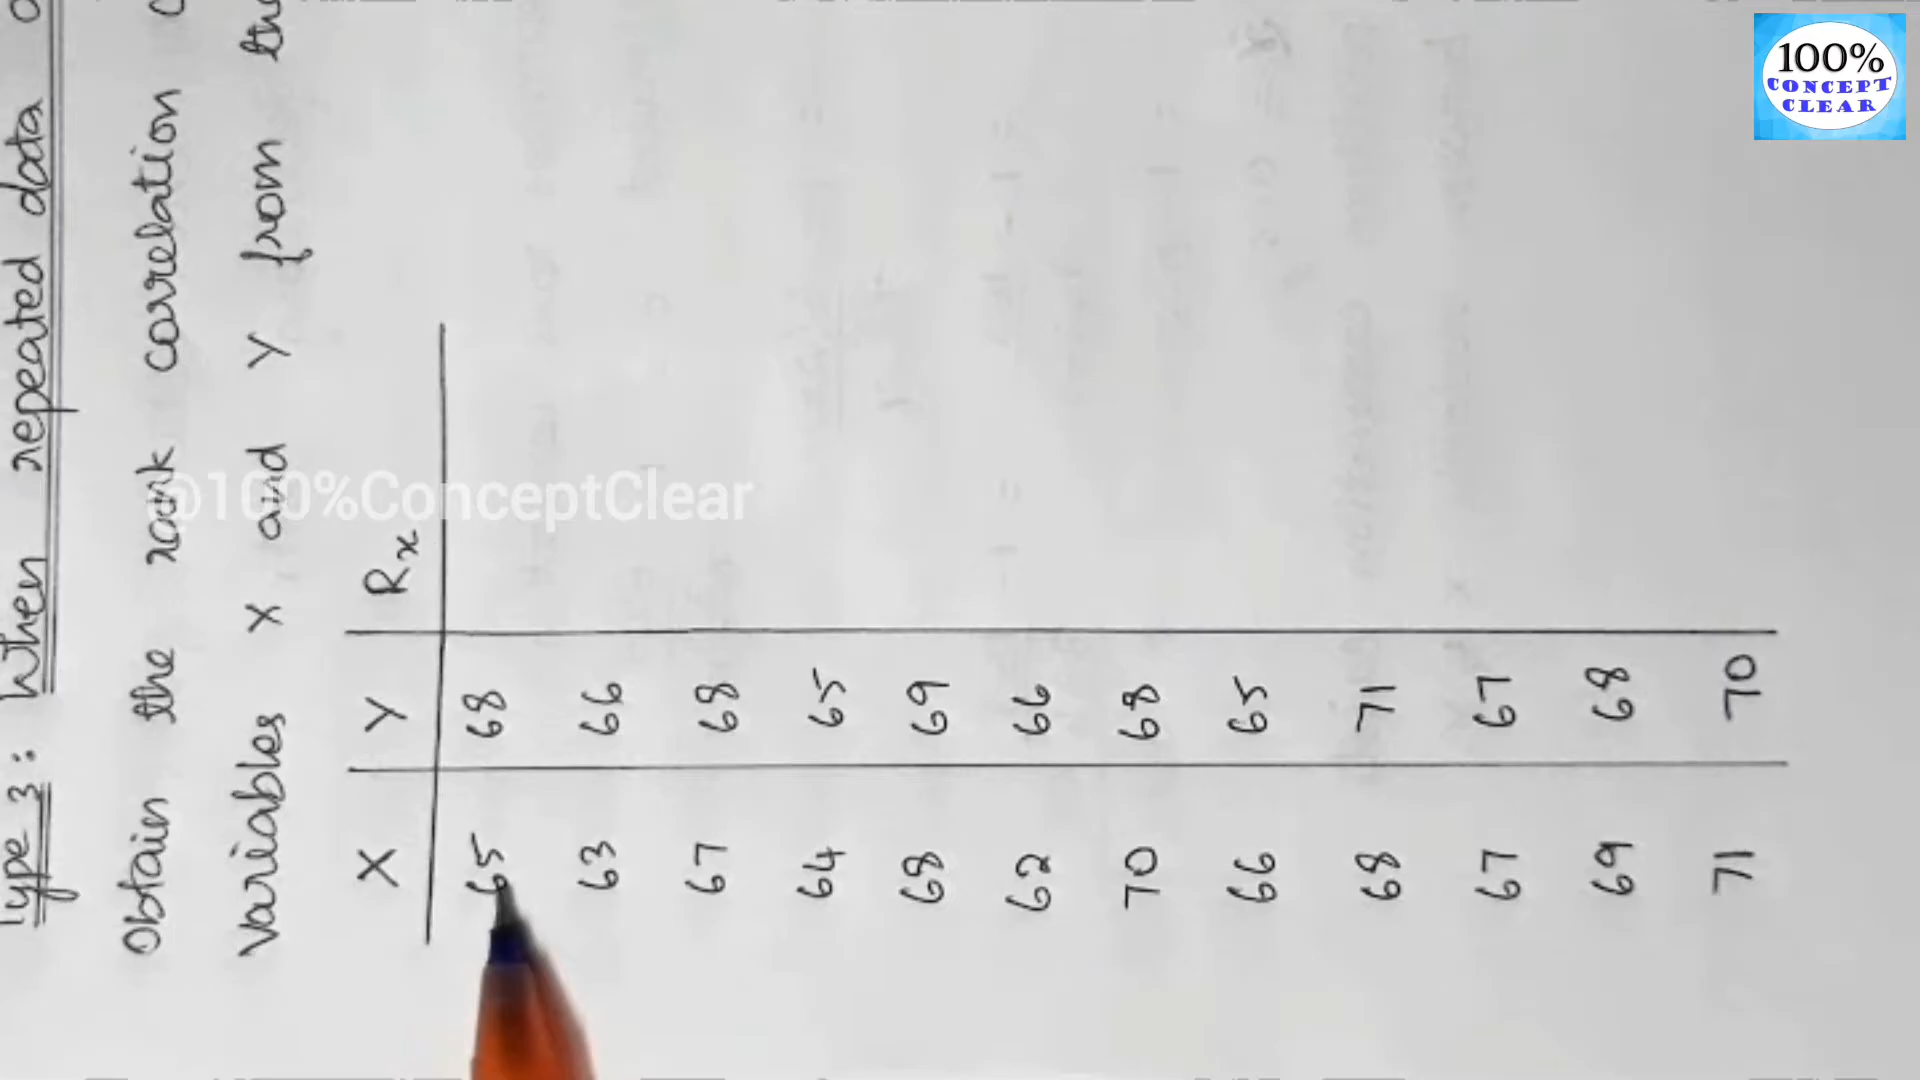 Type 3: When repeated data
Obtain the rank correlation
Variables X and Y from the
X Y Rx
65 68
63 66
67 68
64 65
68 69
62 66
70 68
66 65
68 71
67 67
69 68
71 70
@100%ConceptClear
100%
CONCEPT
CLEAR